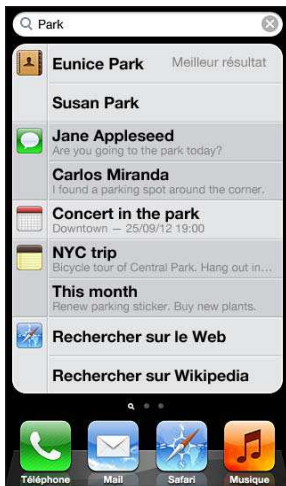 Park
Eunice Park Meilleur résultat
Susan Park
Jane Appleseed
Are you going to the park today?
Carlos Miranda
I found a parking spot around the corner.
Concert in the park
Downtown — 25/09/12 19:00
NYC trip
Bicycle tour of Central Park. Hang out in...
This month
Renew parking sticker. Buy new plants.
Rechercher sur le Web
Rechercher sur Wikipedia
Téléphone Mail Safari Musique